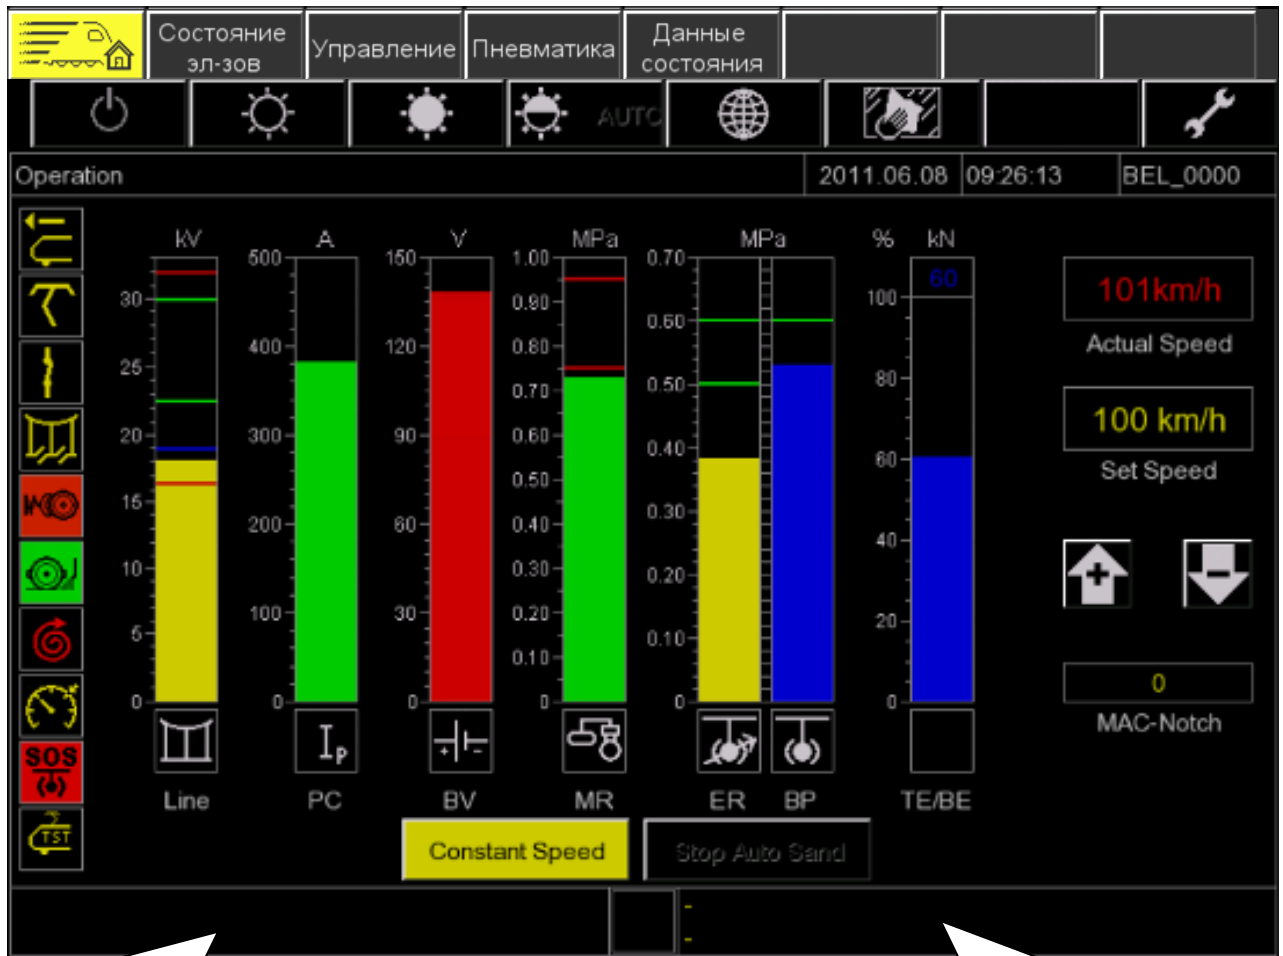 Состояние
эл-зов
Управление
Пневматика
Данные
состояния
AUTO
Operation
2011.06.08
09:26:13
BEL_0000
kV
A
V
MPa
MPa
%
kN
30
25
20
15
10
5
0
500
400
300
200
100
0
150
120
90
60
30
0
1.00
0.90
0.80
0.70
0.60
0.50
0.40
0.30
0.20
0.10
0
0.70
0.60
0.50
0.40
0.30
0.20
0.10
0
100
80
60
40
20
0
60
101km/h
Actual Speed
100 km/h
Set Speed
0
MAC-Notch
SOS
TST
Ip
Line
PC
BV
MR
ER
BP
TE/BE
Constant Speed
Stop Auto Sand
-
-